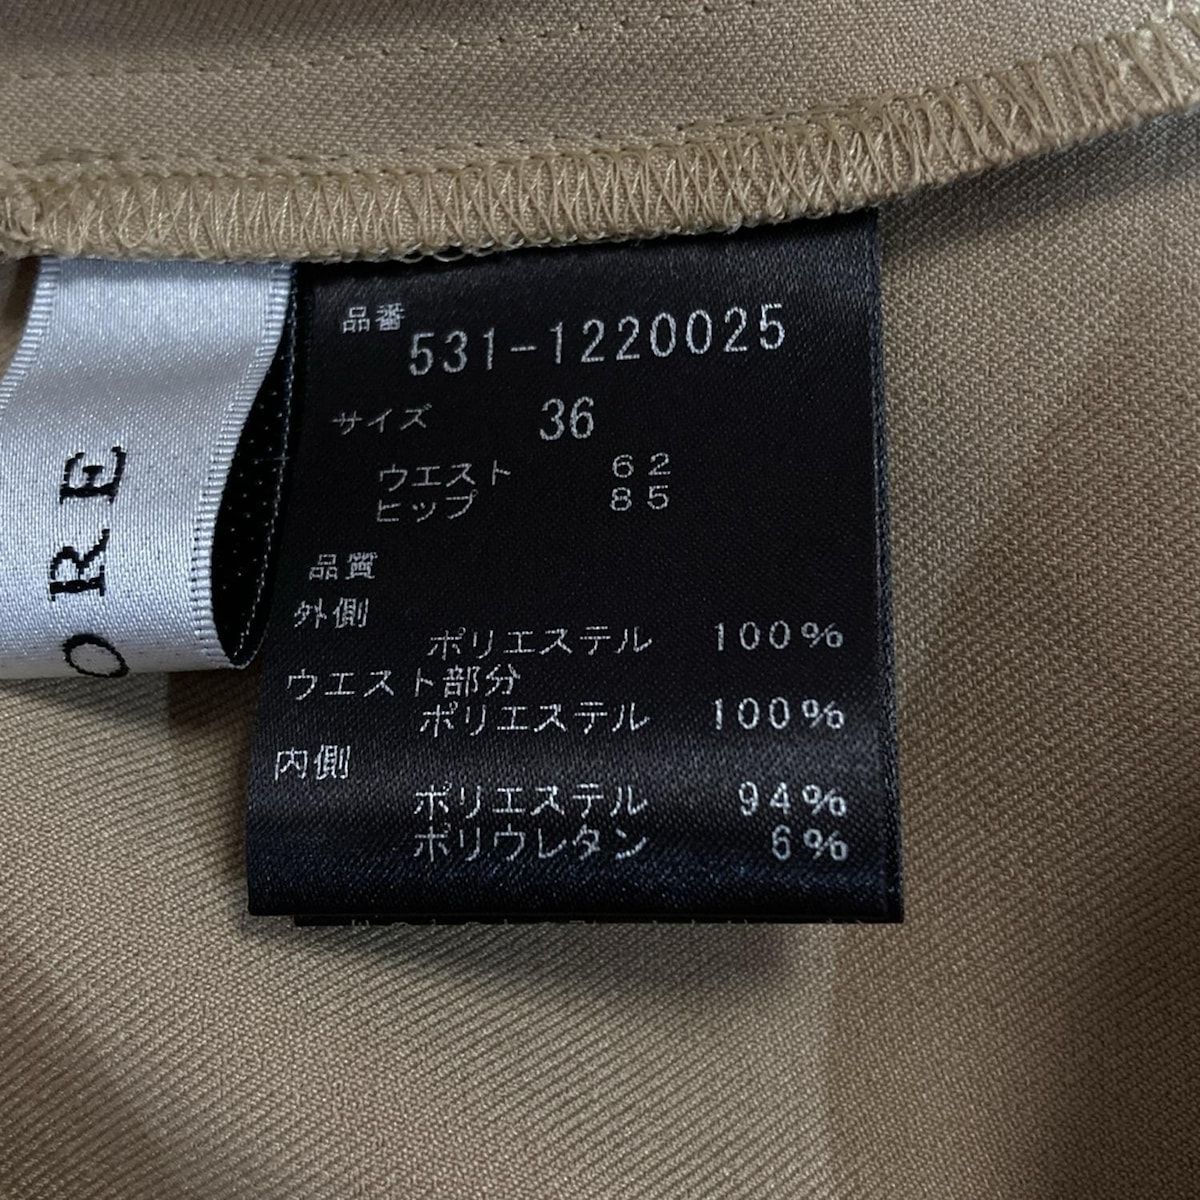 品番 531-1220025
サイズ 36
ウエスト 62
ヒップ 85
品質
外側
ポリエステル 100%
ウエスト部分
ポリエステル 100%
内側
ポリエステル 94%
ポリウレタン 6%
ORE